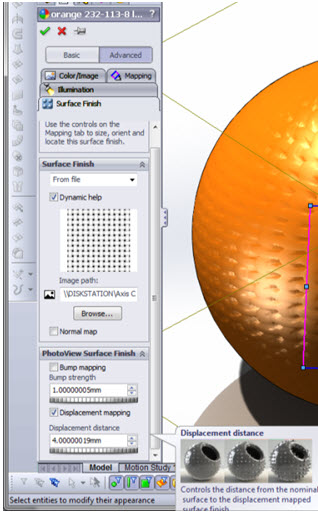 orange 232-113-8 l... ?
Basic
Advanced
Color/Image
Mapping
Illumination
Surface Finish
Use the controls on the
Mapping tab to size, orient and
locate this surface finish.
Surface Finish
From file
Dynamic help
Image path:
\\DISKSTATION\Axis C
Browse...
Normal map
PhotoView Surface Finish
Bump mapping
Bump strength
1.00000005mm
Displacement mapping
Displacement distance
4.00000019mm
Displacement distance
Controls the distance from the nominal
surface to the displacement mapped
surface finish
Model
Motion Study
Select entities to modify their appearance